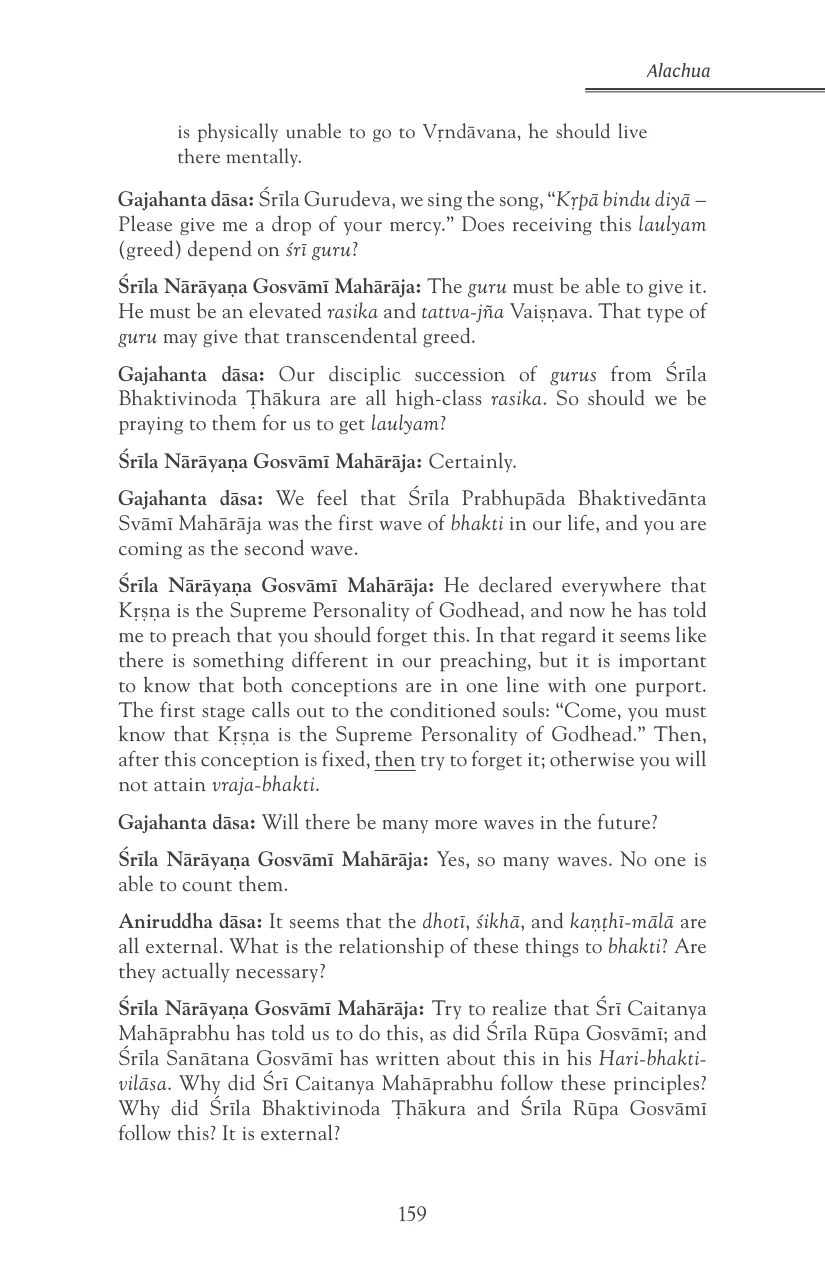 Alachua
is physically unable to go to Vṛndāvana, he should live
there mentally.
Gajahanta dāsa: Śrīla Gurudeva, we sing the song, “Kṛpā bindu diyā –
Please give me a drop of your mercy.” Does receiving this laulyam
(greed) depend on śrī guru?
Śrīla Nārāyaṇa Gosvāmī Mahārāja: The guru must be able to give it.
He must be an elevated rasika and tattva-jña Vaiṣṇava. That type of
guru may give that transcendental greed.
Gajahanta dāsa: Our disciplic succession of gurus from Śrīla
Bhaktivinoda Ṭhākura are all high-class rasika. So should we be
praying to them for us to get laulyam?
Śrīla Nārāyaṇa Gosvāmī Mahārāja: Certainly.
Gajahanta dāsa: We feel that Śrīla Prabhupāda Bhaktivedānta
Svāmī Mahārāja was the first wave of bhakti in our life, and you are
coming as the second wave.
Śrīla Nārāyaṇa Gosvāmī Mahārāja: He declared everywhere that
Kṛṣṇa is the Supreme Personality of Godhead, and now he has told
me to preach that you should forget this. In that regard it seems like
there is something different in our preaching, but it is important
to know that both conceptions are in one line with one purport.
The first stage calls out to the conditioned souls: “Come, you must
know that Kṛṣṇa is the Supreme Personality of Godhead.” Then,
after this conception is fixed, then try to forget it; otherwise you will
not attain vraja-bhakti.
Gajahanta dāsa: Will there be many more waves in the future?
Śrīla Nārāyaṇa Gosvāmī Mahārāja: Yes, so many waves. No one is
able to count them.
Aniruddha dāsa: It seems that the dhotī, śikhā, and kaṇṭhī-mālā are
all external. What is the relationship of these things to bhakti? Are
they actually necessary?
Śrīla Nārāyaṇa Gosvāmī Mahārāja: Try to realize that Śrī Caitanya
Mahāprabhu has told us to do this, as did Śrīla Rūpa Gosvāmī; and
Śrīla Sanātana Gosvāmī has written about this in his Hari-bhakti-
vilāsa. Why did Śrī Caitanya Mahāprabhu follow these principles?
Why did Śrīla Bhaktivinoda Ṭhākura and Śrīla Rūpa Gosvāmī
follow this? It is external?
159